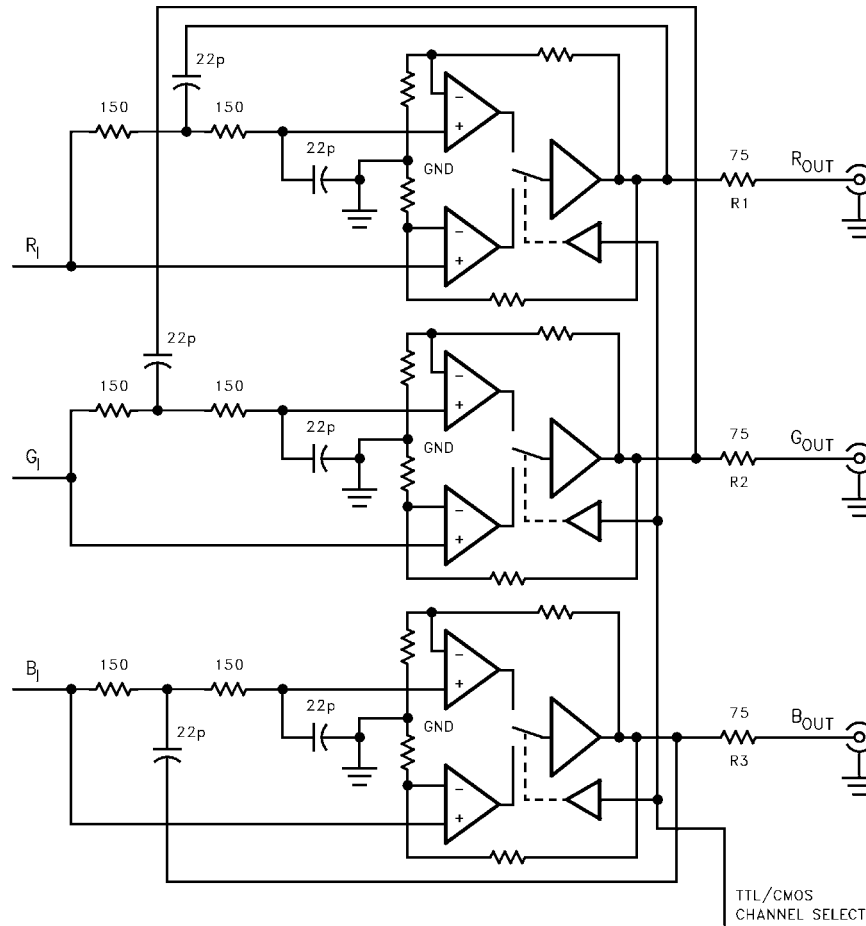 22p
150
150
−
+
22p
GND
75
R_OUT
R1
−
+
R_I
22p
150
150
−
+
22p
GND
75
G_OUT
R2
G_I
−
+
B_I
150
150
−
+
22p
22p
GND
75
B_OUT
R3
−
+
TTL/CMOS
CHANNEL SELECT